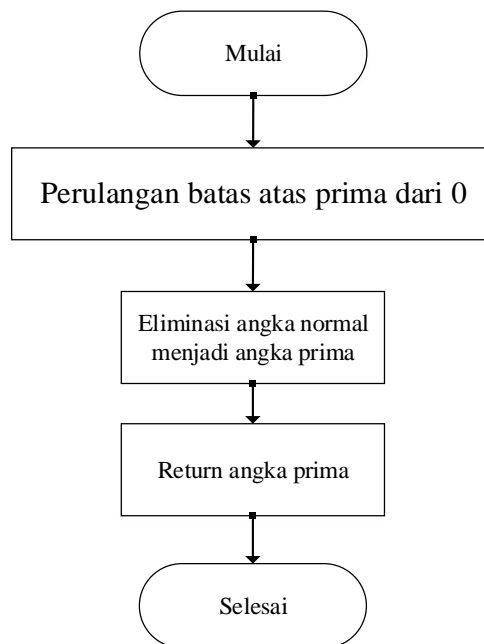 Mulai
Perulangan batas atas prima dari 0
Eliminasi angka normal
menjadi angka prima
Return angka prima
Selesai